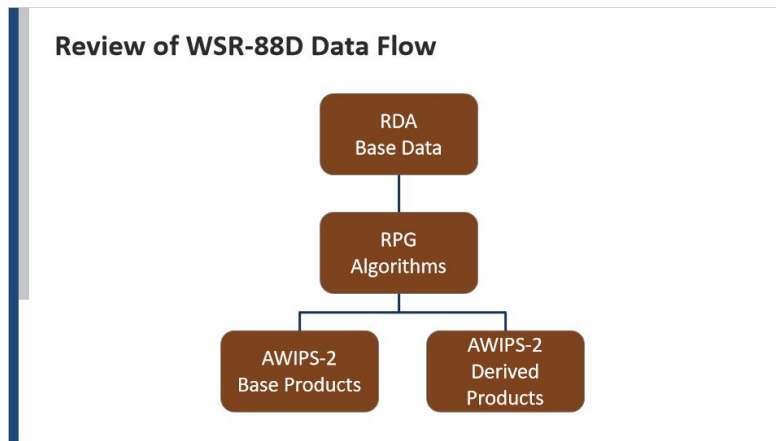 Review of WSR-88D Data Flow
RDA
Base Data
RPG
Algorithms
AWIPS-2
Base Products
AWIPS-2
Derived
Products